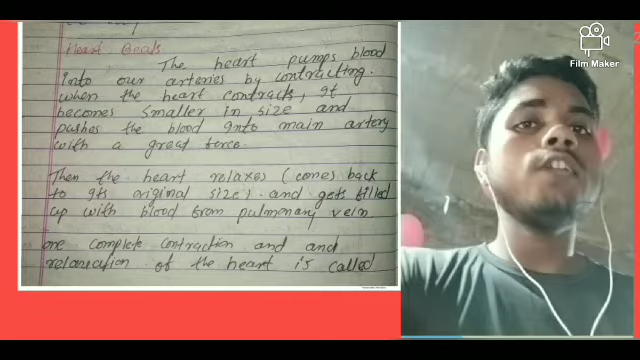 Heart Beats
The heart pumps blood
into our arteries by contracting.
when the heart contracts, it
becomes smaller in size and
pushes the blood into main artery
with a great force.
Then the heart relaxes (comes back
to its original size) and gets filled
up with blood from pulmonary vein
one complete contraction and and
relaxation of the heart is called
Film Maker